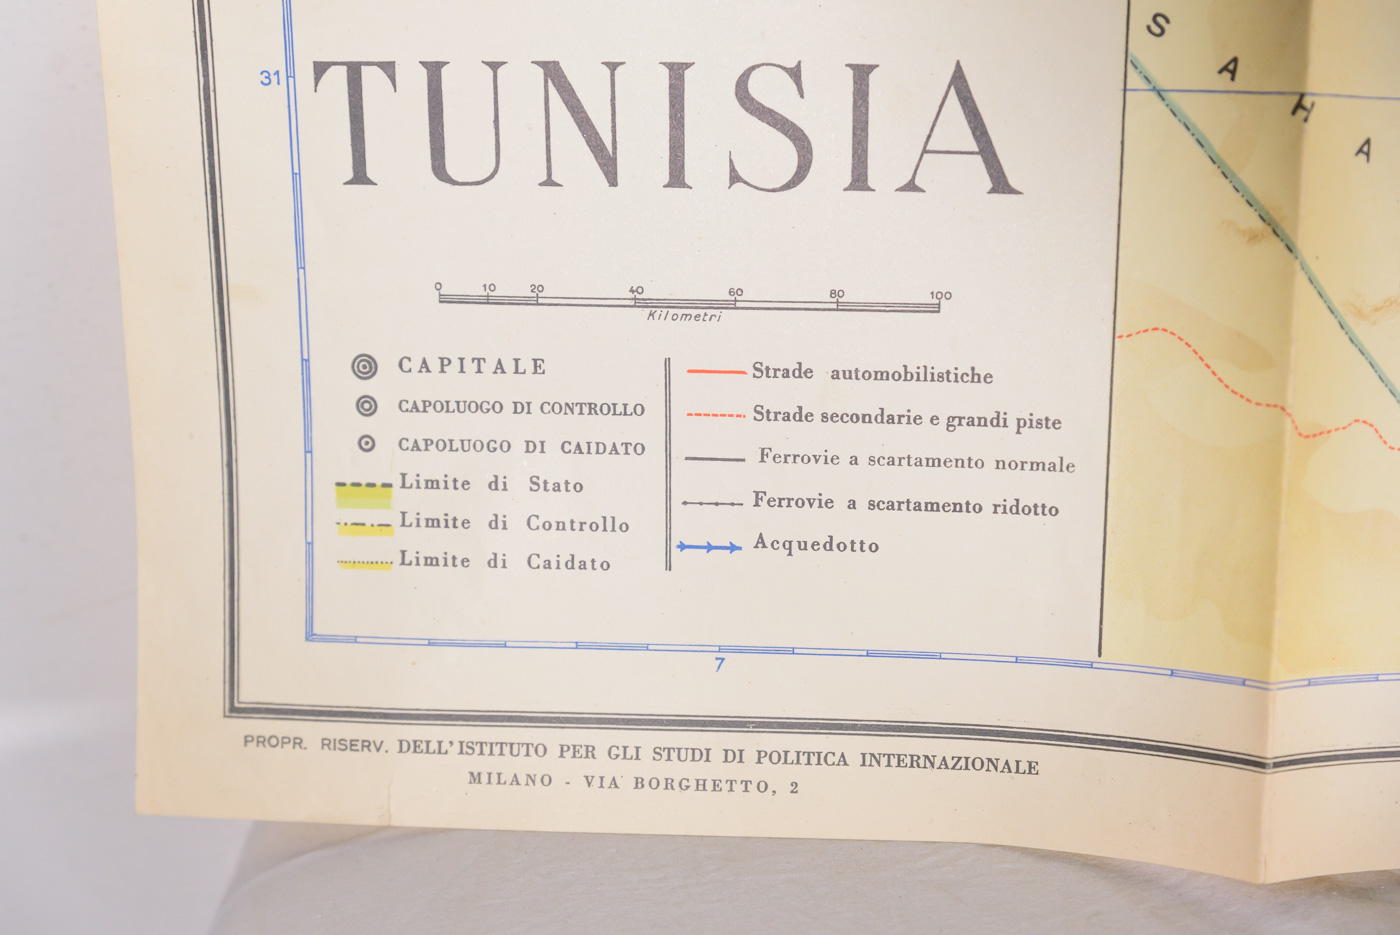 31
TUNISIA
S A H A
0 10 20 40 60 80 100
Kilometri
CAPITALE
CAPOLUOGO DI CONTROLLO
CAPOLUOGO DI CAIDATO
Limite di Stato
Limite di Controllo
Limite di Caidato
Strade automobilistiche
Strade secondarie e grandi piste
Ferrovie a scartamento normale
Ferrovie a scartamento ridotto
Acquedotto
7
PROPR. RISERV. DELL'ISTITUTO PER GLI STUDI DI POLITICA INTERNAZIONALE
MILANO - VIA BORGHETTO, 2